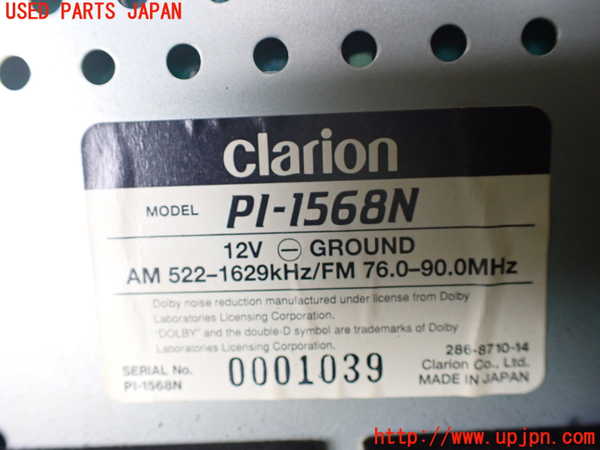 USED PARTS JAPAN
clarion
MODEL PI-1568N
12V ⊖ GROUND
AM 522-1629kHz/FM 76.0-90.0MHz
Dolby noise reduction manufactured under license from Dolby
Laboratories Licensing Corporation.
"DOLBY" and the double-D symbol are trademarks of Dolby
Laboratories Licensing Corporation.
286-8710-14
SERIAL No.
PI-1568N
0001039
Clarion Co., Ltd.
MADE IN JAPAN
http://www.upjpn.com